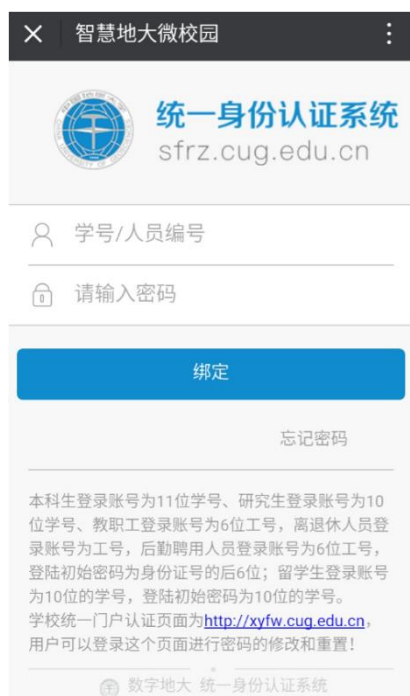 智慧地大微校园
统一身份认证系统
sfrz.cug.edu.cn
学号/人员编号
请输入密码
绑定
忘记密码
本科生登录账号为11位学号、研究生登录账号为10
位学号、教职工登录账号为6位工号，离退休人员登
录账号为工号，后勤聘用人员登录账号为6位工号，
登陆初始密码为身份证号的后6位；留学生登录账号
为10位的学号，登陆初始密码为10位的学号。
学校统一门户认证页面为http://xyfw.cug.edu.cn，
用户可以登录这个页面进行密码的修改和重置！
数字地大 统一身份认证系统